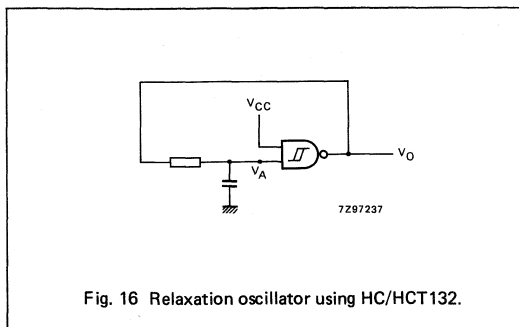 VCC
VA
VO
7Z97237
Fig. 16 Relaxation oscillator using HC/HCT132.